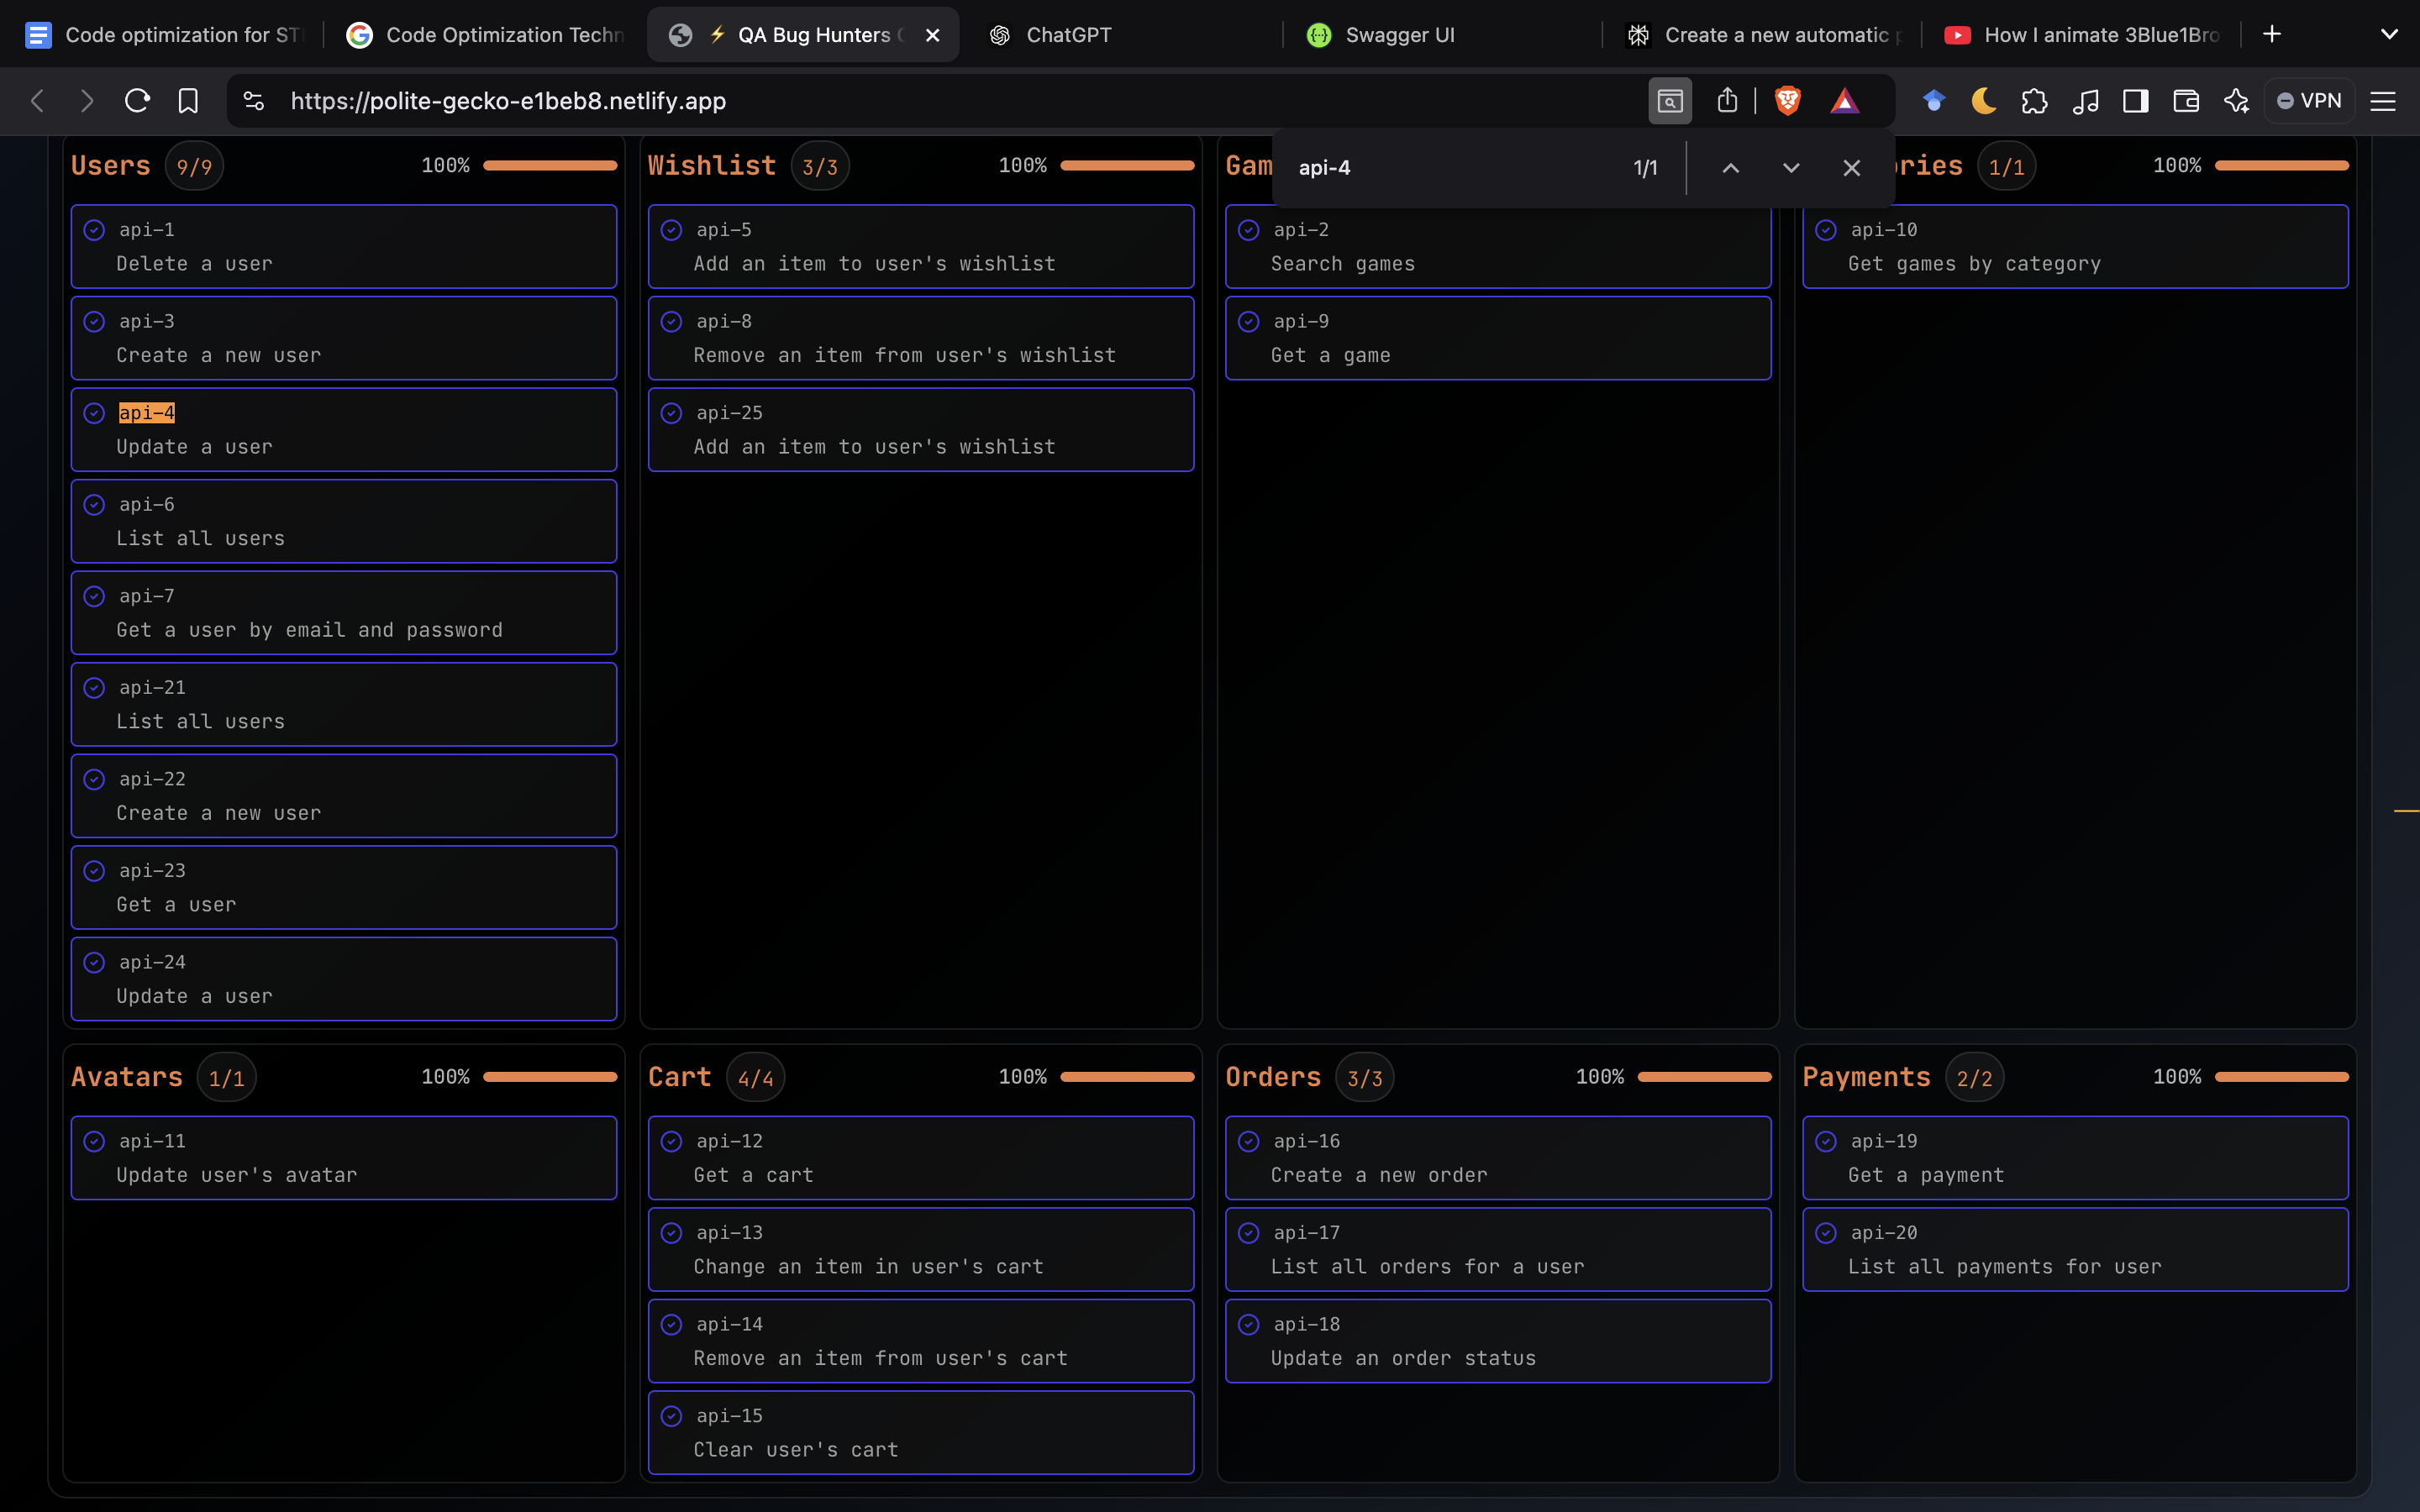 Code optimization for ST
Code Optimization Techn
⚡ QA Bug Hunters
ChatGPT
Swagger UI
Create a new automatic
How I animate 3Blue1Bro
https://polite-gecko-e1beb8.netlify.app
VPN
api-4
1/1
Users 9/9 100%
api-1
Delete a user
api-3
Create a new user
api-4
Update a user
api-6
List all users
api-7
Get a user by email and password
api-21
List all users
api-22
Create a new user
api-23
Get a user
api-24
Update a user
Wishlist 3/3 100%
api-5
Add an item to user's wishlist
api-8
Remove an item from user's wishlist
api-25
Add an item to user's wishlist
Gam
api-2
Search games
api-9
Get a game
ries 1/1 100%
api-10
Get games by category
Avatars 1/1 100%
api-11
Update user's avatar
Cart 4/4 100%
api-12
Get a cart
api-13
Change an item in user's cart
api-14
Remove an item from user's cart
api-15
Clear user's cart
Orders 3/3 100%
api-16
Create a new order
api-17
List all orders for a user
api-18
Update an order status
Payments 2/2 100%
api-19
Get a payment
api-20
List all payments for user